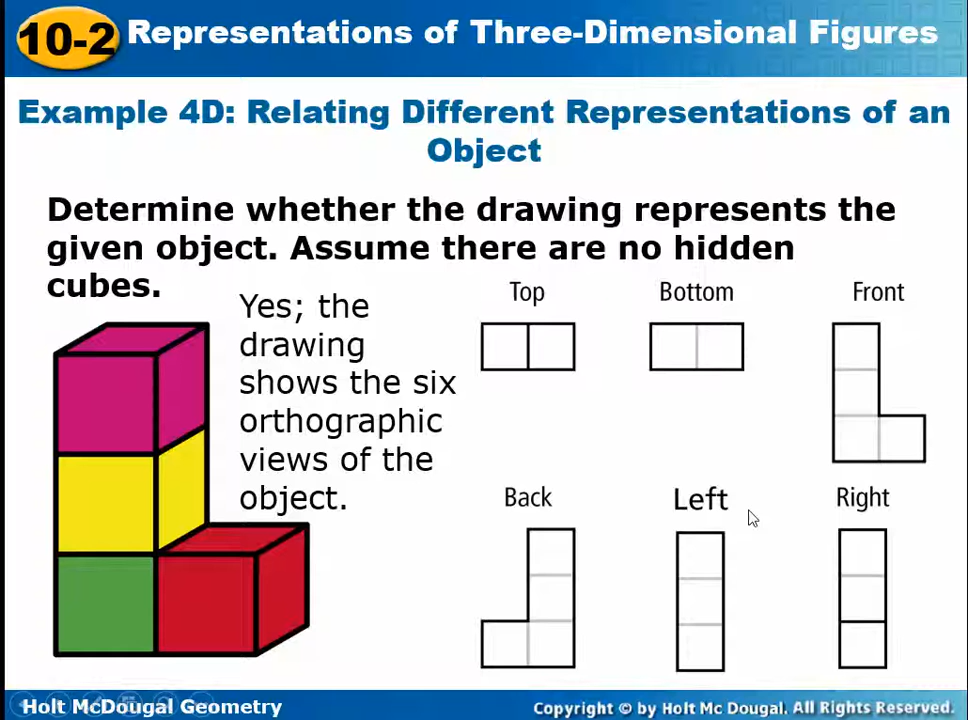 10-2 Representations of Three-Dimensional Figures
Example 4D: Relating Different Representations of an
Object
Determine whether the drawing represents the
given object. Assume there are no hidden
cubes.
Yes; the
drawing
shows the six
orthographic
views of the
object.
Top Bottom Front
Back Left Right
Holt McDougal Geometry
Copyright © by Holt Mc Dougal. All Rights Reserved.